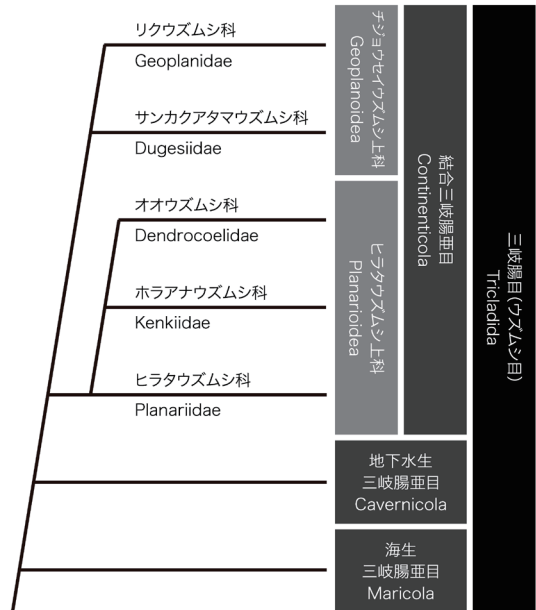 リクウズムシ科
Geoplanidae
サンカクアタマウズムシ科
Dugesiidae
オオウズムシ科
Dendrocoelidae
ホラアナウズムシ科
Kenkiidae
ヒラタウズムシ科
Planariidae
チジョウセイウズムシ上科
Geoplanoidea
ヒラタウズムシ上科
Planarioidea
結合三岐腸亜目
Continenticola
地下水生
三岐腸亜目
Cavernicola
海生
三岐腸亜目
Maricola
三岐腸目(ウズムシ目)
Tricladida